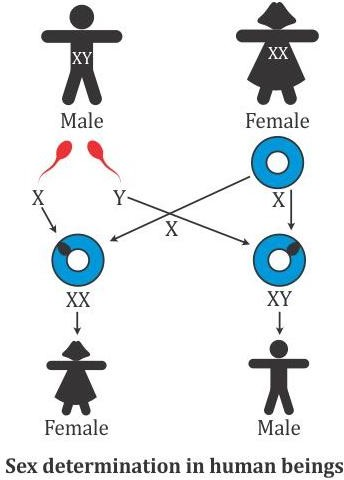 XY
XX
Male
Female
X
Y
X
X
XX
XY
Female
Male
Sex determination in human beings